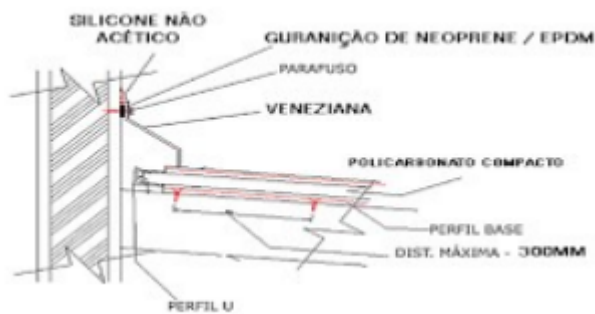 SILICONE NÃO
ACÉTICO
GURANIÇÃO DE NEOPRENE / EPDM
PARAFUSO
VENEZIANA
POLICARBONATO COMPACTO
PERFIL BASE
DIST. MÁXIMA - 300MM
PERFIL U